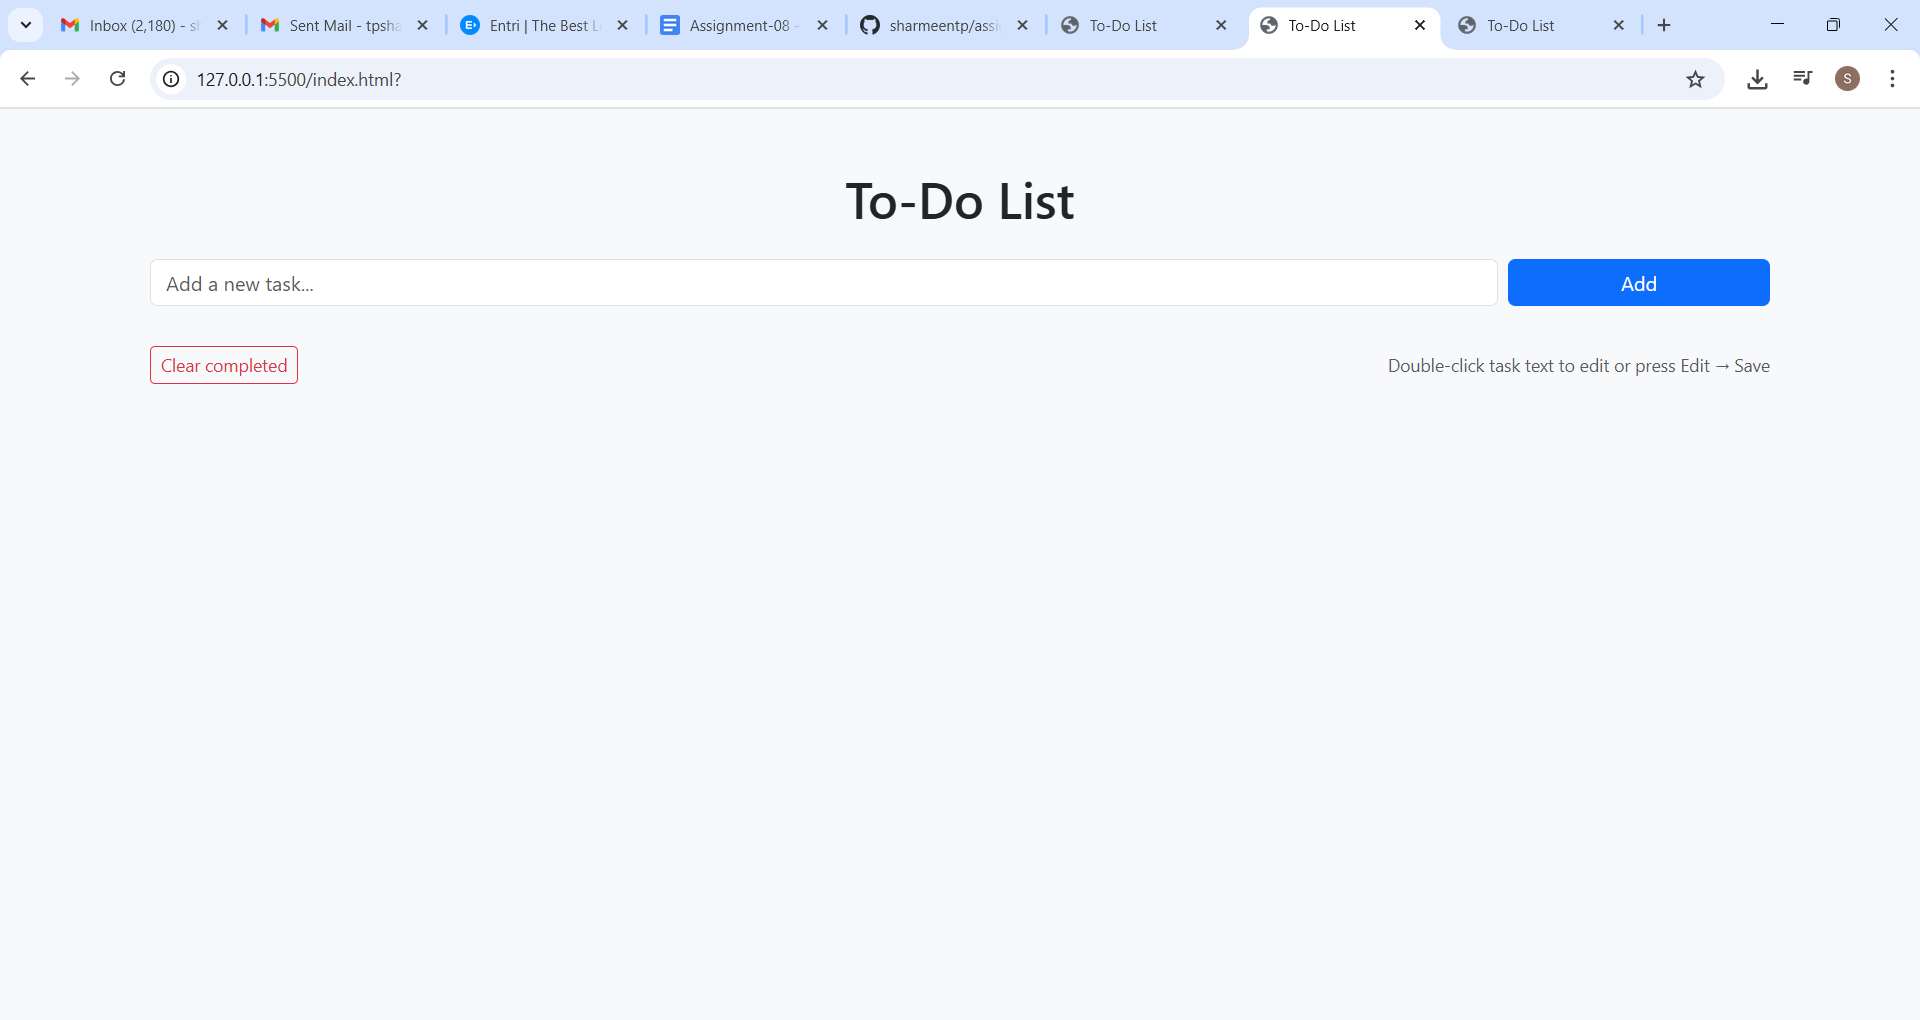 Inbox (2,180) - sh
Sent Mail - tpsha
Entri | The Best L
Assignment-08 -
sharmeentp/assi
To-Do List
To-Do List
To-Do List
127.0.0.1:5500/index.html?
S
To-Do List
Add a new task...
Add
Clear completed
Double-click task text to edit or press Edit → Save